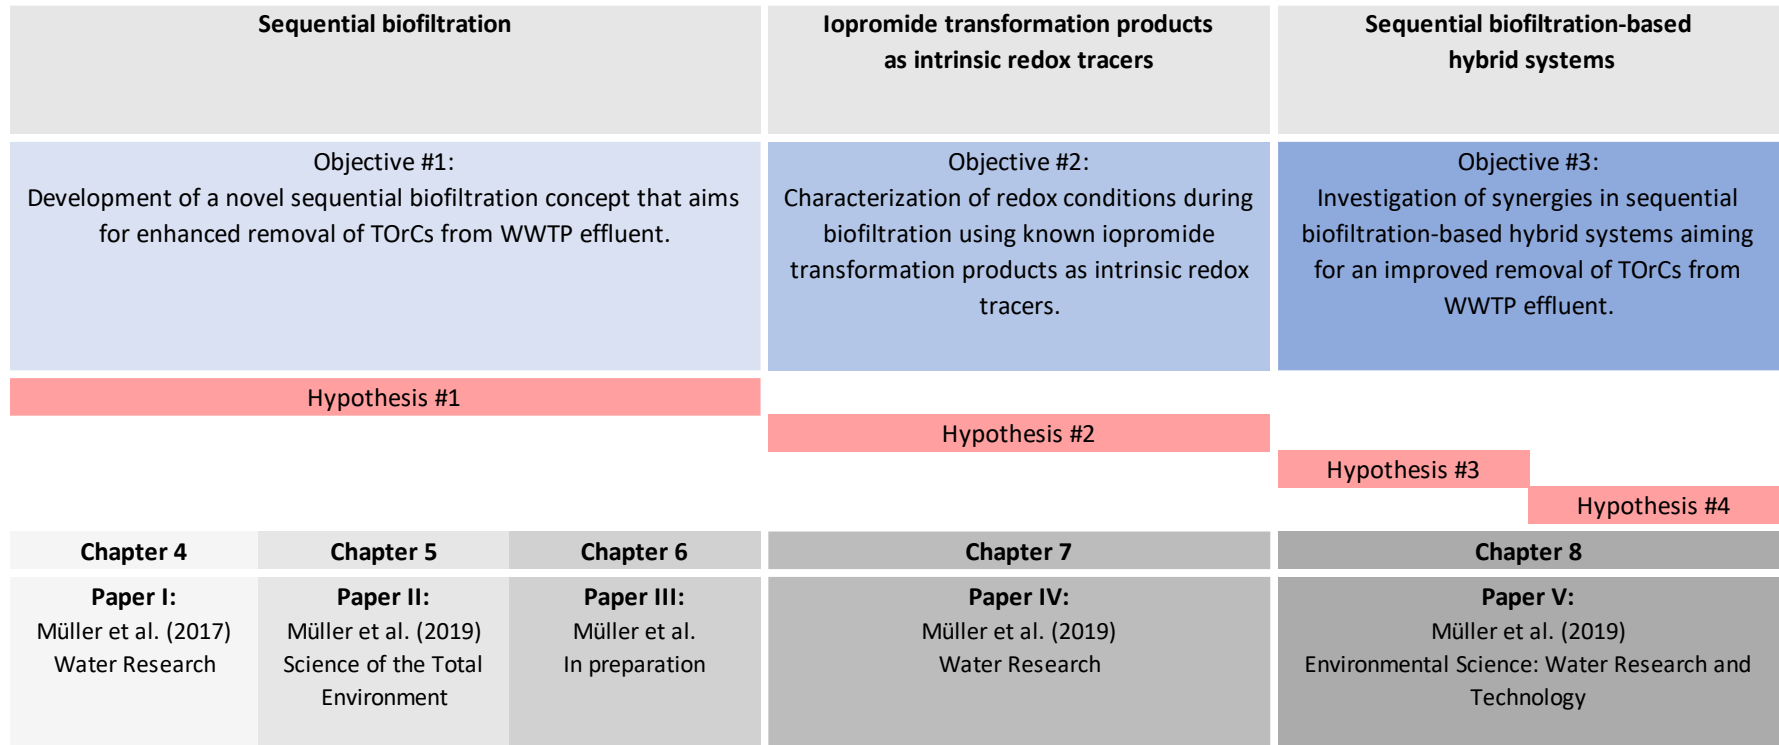 Sequential biofiltration
Iopromide transformation products
as intrinsic redox tracers
Sequential biofiltration-based
hybrid systems
Objective #1:
Development of a novel sequential biofiltration concept that aims
for enhanced removal of TOrCs from WWTP effluent.
Objective #2:
Characterization of redox conditions during
biofiltration using known iopromide
transformation products as intrinsic redox
tracers.
Objective #3:
Investigation of synergies in sequential
biofiltration-based hybrid systems aiming
for an improved removal of TOrCs from
WWTP effluent.
Hypothesis #1
Hypothesis #2
Hypothesis #3
Hypothesis #4
Chapter 4
Chapter 5
Chapter 6
Chapter 7
Chapter 8
Paper I:
Müller et al. (2017)
Water Research
Paper II:
Müller et al. (2019)
Science of the Total
Environment
Paper III:
Müller et al.
In preparation
Paper IV:
Müller et al. (2019)
Water Research
Paper V:
Müller et al. (2019)
Environmental Science: Water Research and
Technology